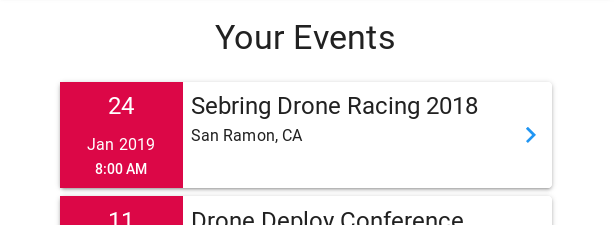 Your Events
24
Jan 2019
8:00 AM
Sebring Drone Racing 2018
San Ramon, CA
11
Drone Deploy Conference